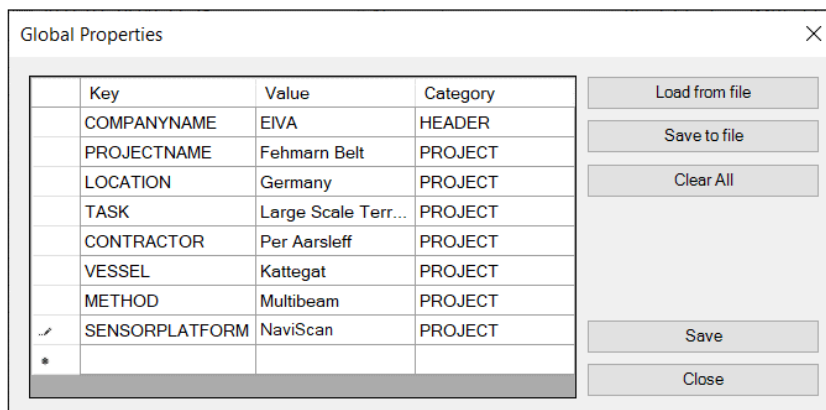 Global Properties
Key Value Category
COMPANYNAME EIVA HEADER
PROJECTNAME Fehmarn Belt PROJECT
LOCATION Germany PROJECT
TASK Large Scale Terr... PROJECT
CONTRACTOR Per Aarsleff PROJECT
VESSEL Kattegat PROJECT
METHOD Multibeam PROJECT
SENSORPLATFORM NaviScan PROJECT
Load from file
Save to file
Clear All
Save
Close